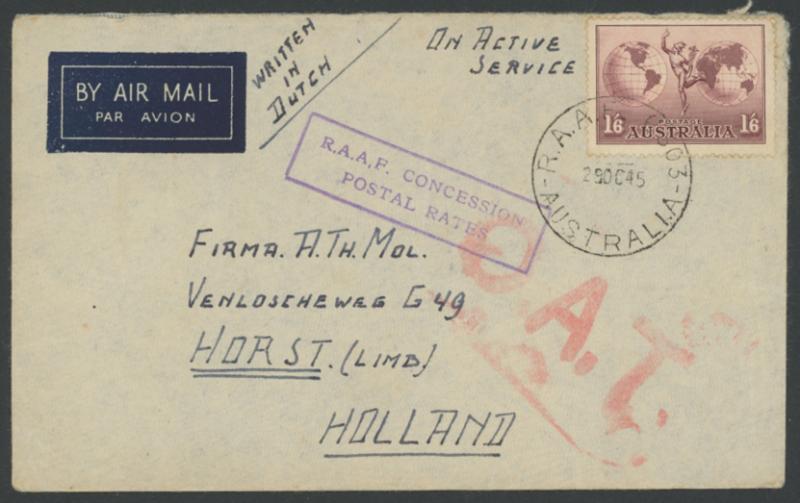 BY AIR MAIL
PAR AVION
WRITTEN
IN
DUTCH
ON ACTIVE
SERVICE
POSTAGE
1/6 AUSTRALIA 1/6
R.A.A.F.
29 OC 45
AUSTRALIA
R.A.A.F. CONCESSION
POSTAL RATES
FIRMA. A.TH. MOL.
VENLOSCHEWEG G 49
HORST. (LIMB)
HOLLAND
O.A.T.